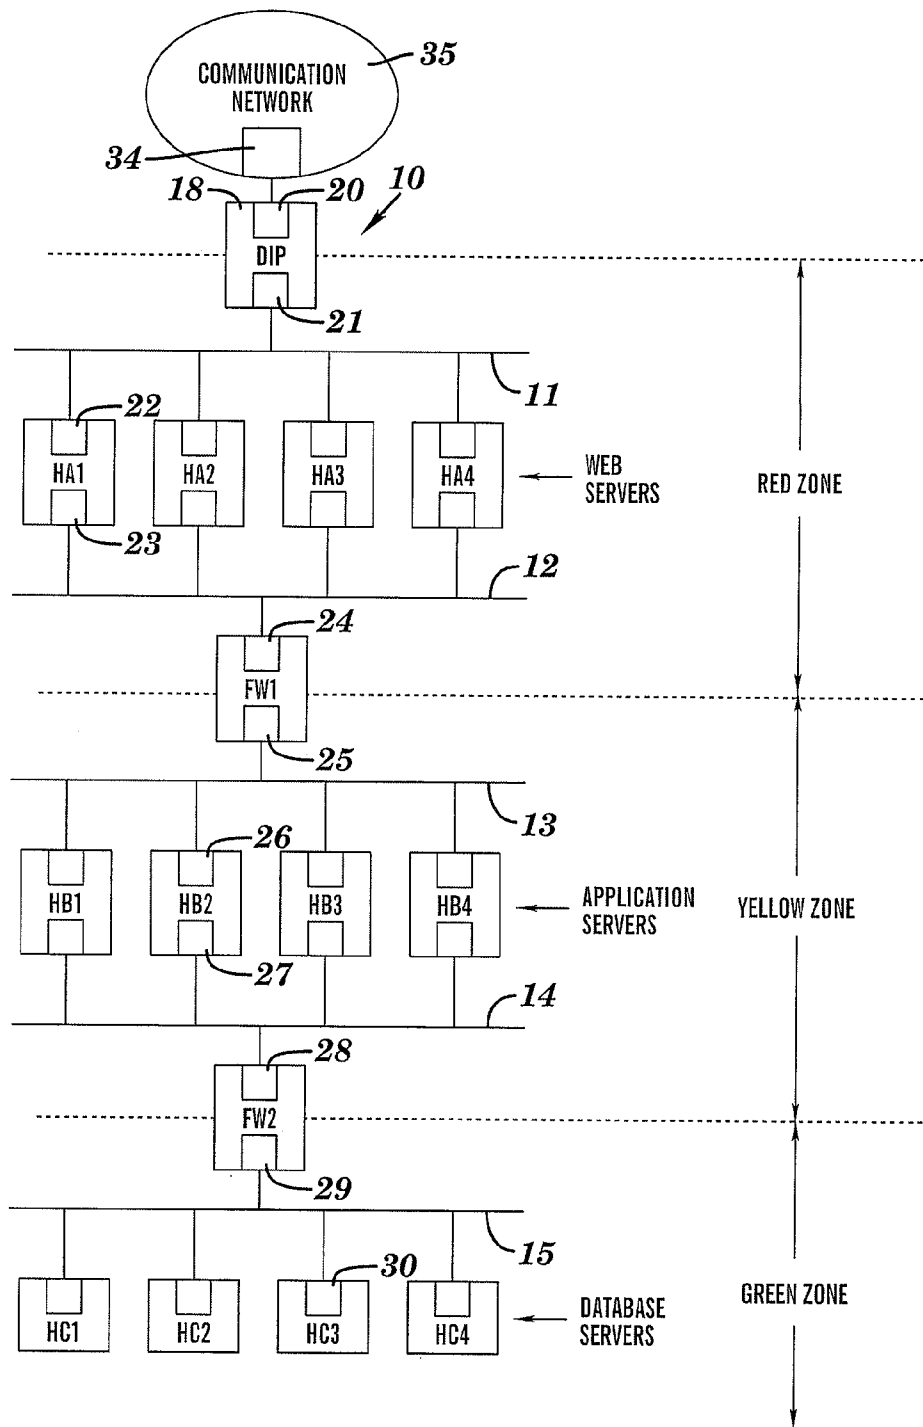 35
COMMUNICATION
NETWORK
34
18
20
10
DIP
21
11
22
HA1
HA2
HA3
HA4
WEB
SERVERS
RED ZONE
23
12
24
FW1
25
13
26
HB1
HB2
HB3
HB4
APPLICATION
SERVERS
YELLOW ZONE
27
14
28
FW2
29
15
30
HC1
HC2
HC3
HC4
DATABASE
SERVERS
GREEN ZONE